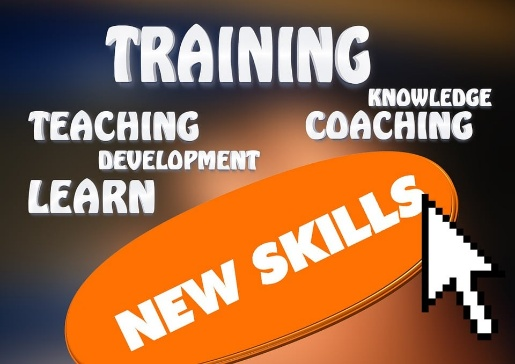 TRAINING
KNOWLEDGE
TEACHING
COACHING
DEVELOPMENT
LEARN
NEW SKILLS